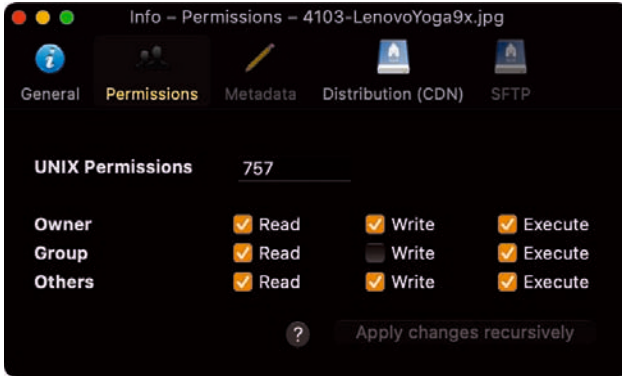 Info – Permissions – 4103-LenovoYoga9x.jpg
General Permissions Metadata Distribution (CDN) SFTP
UNIX Permissions 757
Owner Read Write Execute
Group Read Write Execute
Others Read Write Execute
? Apply changes recursively